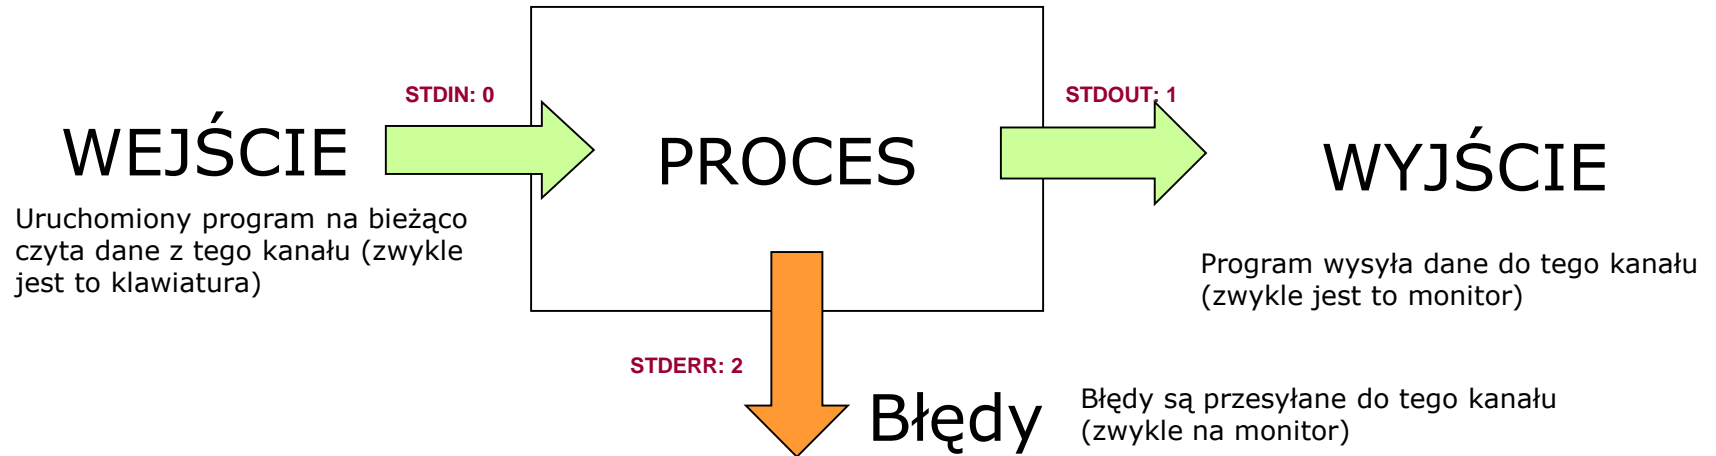 STDIN: 0
STDOUT: 1
WEJŚCIE
PROCES
WYJŚCIE
Uruchomiony program na bieżąco
czyta dane z tego kanału (zwykle
jest to klawiatura)
Program wysyła dane do tego kanału
(zwykle jest to monitor)
STDERR: 2
Błędy
Błędy są przesyłane do tego kanału
(zwykle na monitor)